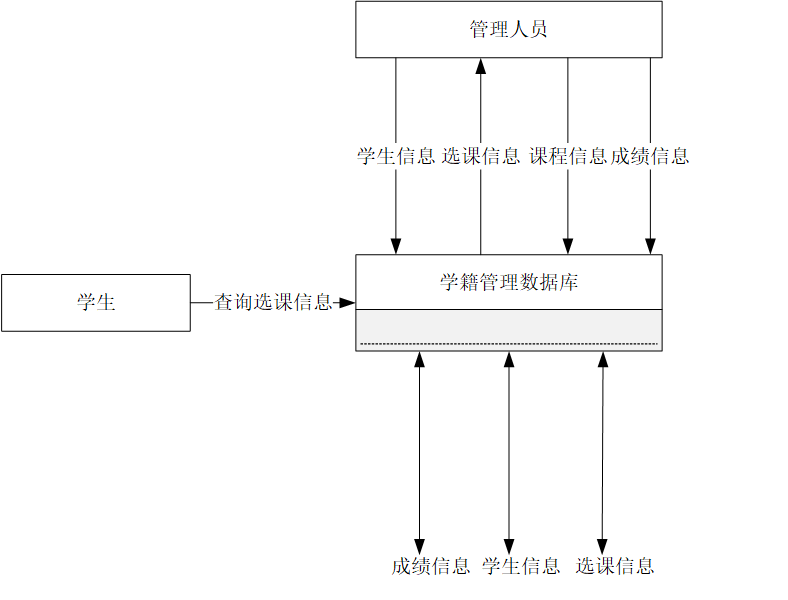 管理人员
学生信息 选课信息 课程信息 成绩信息
学籍管理数据库
学生 查询选课信息
成绩信息 学生信息 选课信息